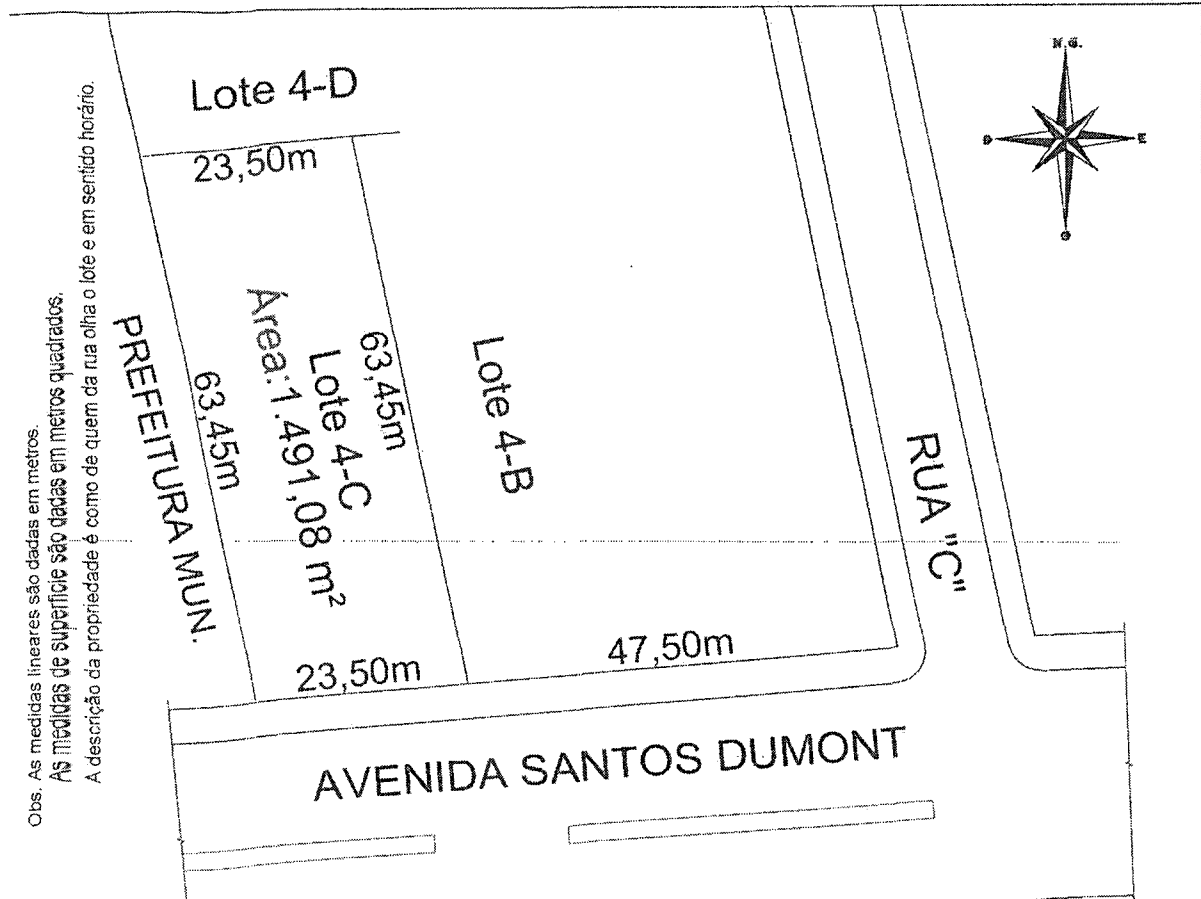 Lote 4-D
23,50m
N.G.
E
Obs. As medidas lineares são dadas em metros.
As medidas de superfície são dadas em metros quadrados.
A descrição da propriedade é como de quem da rua olha o lote e em sentido horário.
PREFEITURA MUN.
63,45m
Área:1.491,08 m²
Lote 4-C
63,45m
Lote 4-B
RUA "C"
23,50m
47,50m
AVENIDA SANTOS DUMONT